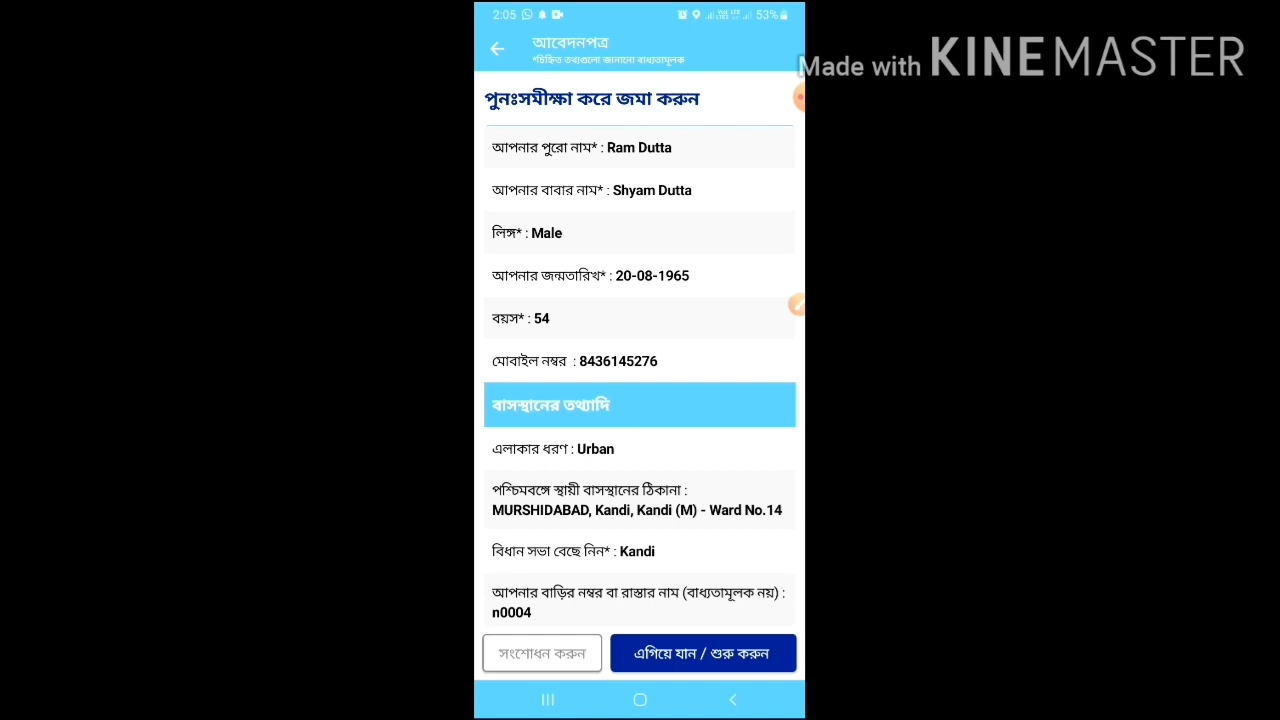 2:05 53%
আবেদনপত্র
*চিহ্নিত তথ্যগুলো জানানো বাধ্যতামূলক
Made with KINEMASTER
পুনঃসমীক্ষা করে জমা করুন
আপনার পুরো নাম* : Ram Dutta
আপনার বাবার নাম* : Shyam Dutta
লিঙ্গ* : Male
আপনার জন্মতারিখ* : 20-08-1965
বয়স* : 54
মোবাইল নম্বর : 8436145276
বাসস্থানের তথ্যাদি
এলাকার ধরণ : Urban
পশ্চিমবঙ্গে স্থায়ী বাসস্থানের ঠিকানা :
MURSHIDABAD, Kandi, Kandi (M) - Ward No.14
বিধান সভা বেছে নিন* : Kandi
আপনার বাড়ির নম্বর বা রাস্তার নাম (বাধ্যতামূলক নয়) :
n0004
সংশোধন করুন এগিয়ে যান / শুরু করুন